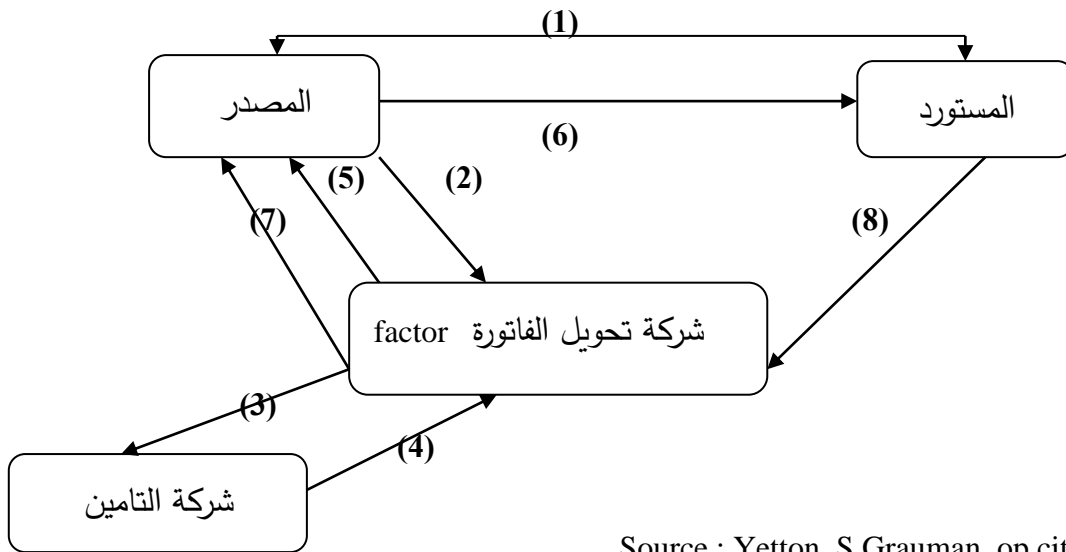 (1)
المصدر
المستورد
(6)
(5)
(2)
(7)
(8)
شركة تحويل الفاتورة factor
(3)
(4)
شركة التامين
Source : Yetton. S Grauman, op cit